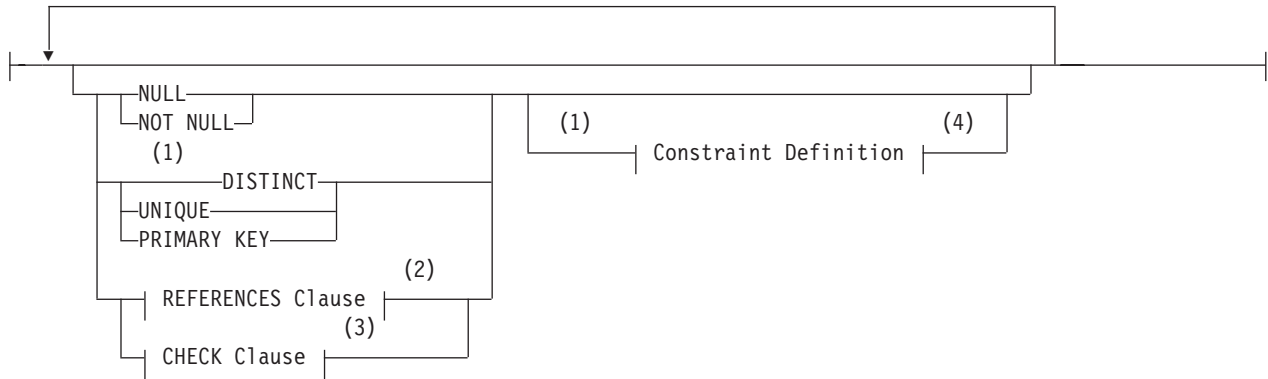 NULL
NOT NULL
(1) (4)
Constraint Definition
(1)
DISTINCT
UNIQUE
PRIMARY KEY
(2)
REFERENCES Clause
(3)
CHECK Clause